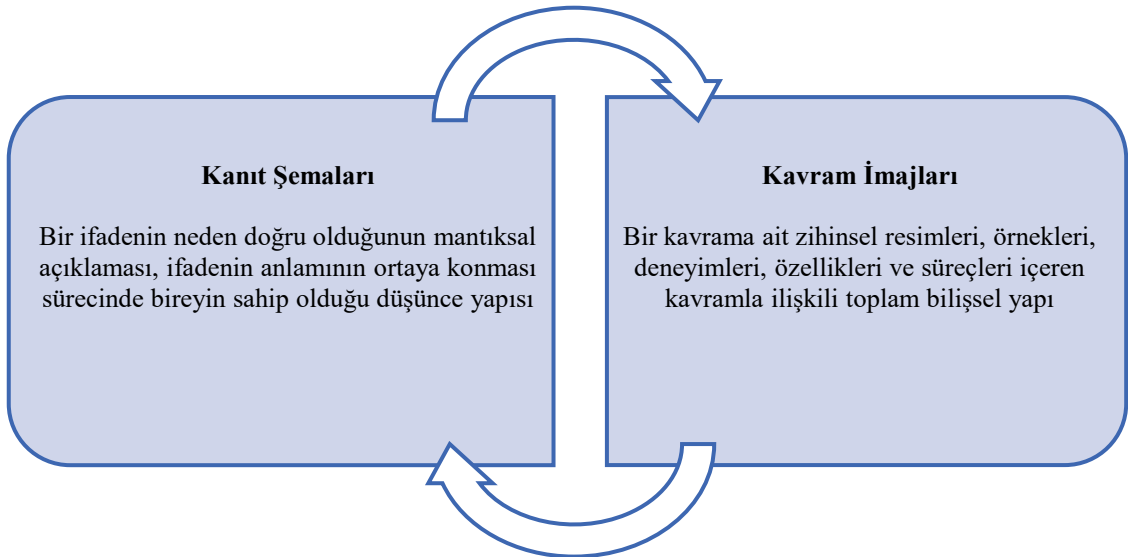 Kanıt Şemaları
Bir ifadenin neden doğru olduğunun mantıksal
açıklaması, ifadenin anlamının ortaya konması
sürecinde bireyin sahip olduğu düşünce yapısı
Kavram İmajları
Bir kavrama ait zihinsel resimleri, örnekleri,
deneyimleri, özellikleri ve süreçleri içeren
kavramla ilişkili toplam bilişsel yapı